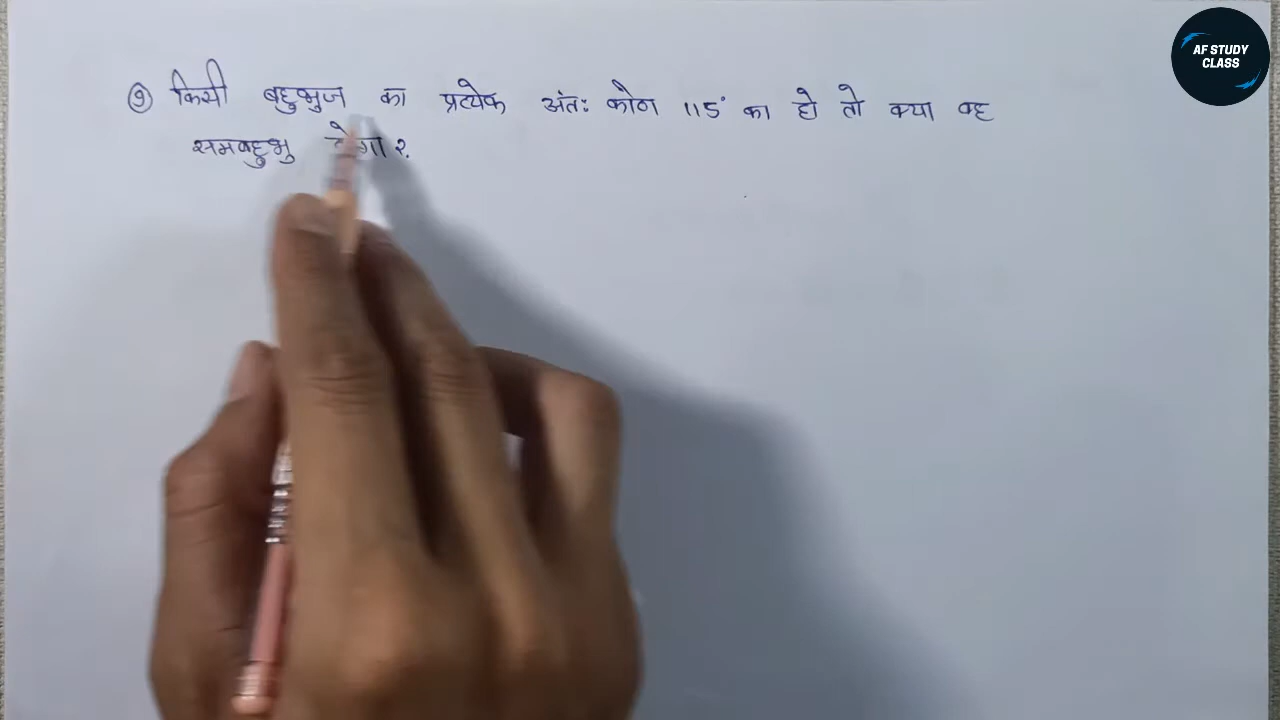 9) किसी बहुभुज का प्रत्येक अंतः कोण 115° का हो तो क्या वह
समबहुभु होगा ?
AF STUDY
CLASS